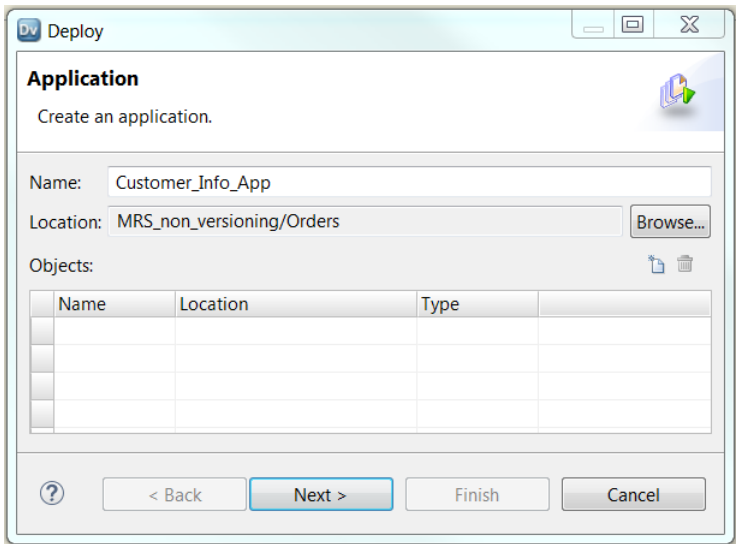 Dv Deploy
Application
Create an application.
Name: Customer_Info_App
Location: MRS_non_versioning/Orders Browse...
Objects:
Name Location Type
? < Back Next > Finish Cancel